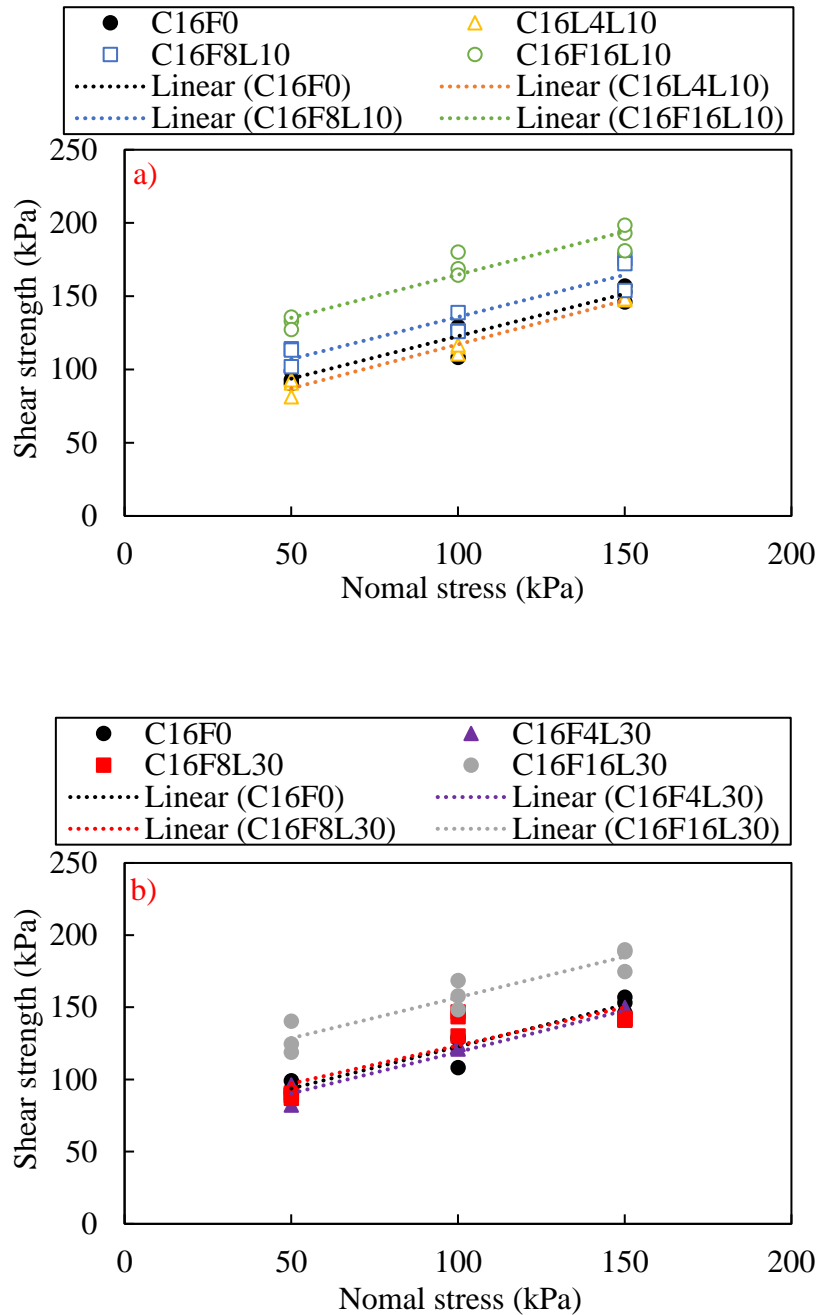 C16F0 C16L4L10
C16F8L10 C16F16L10
Linear (C16F0) Linear (C16L4L10)
Linear (C16F8L10) Linear (C16F16L10)
250
a)
200
150
100
50
0
0 50 100 150 200
Shear strength (kPa)
Nomal stress (kPa)
C16F0 C16F4L30
C16F8L30 C16F16L30
Linear (C16F0) Linear (C16F4L30)
Linear (C16F8L30) Linear (C16F16L30)
250
b)
200
150
100
50
0
0 50 100 150 200
Shear strength (kPa)
Nomal stress (kPa)